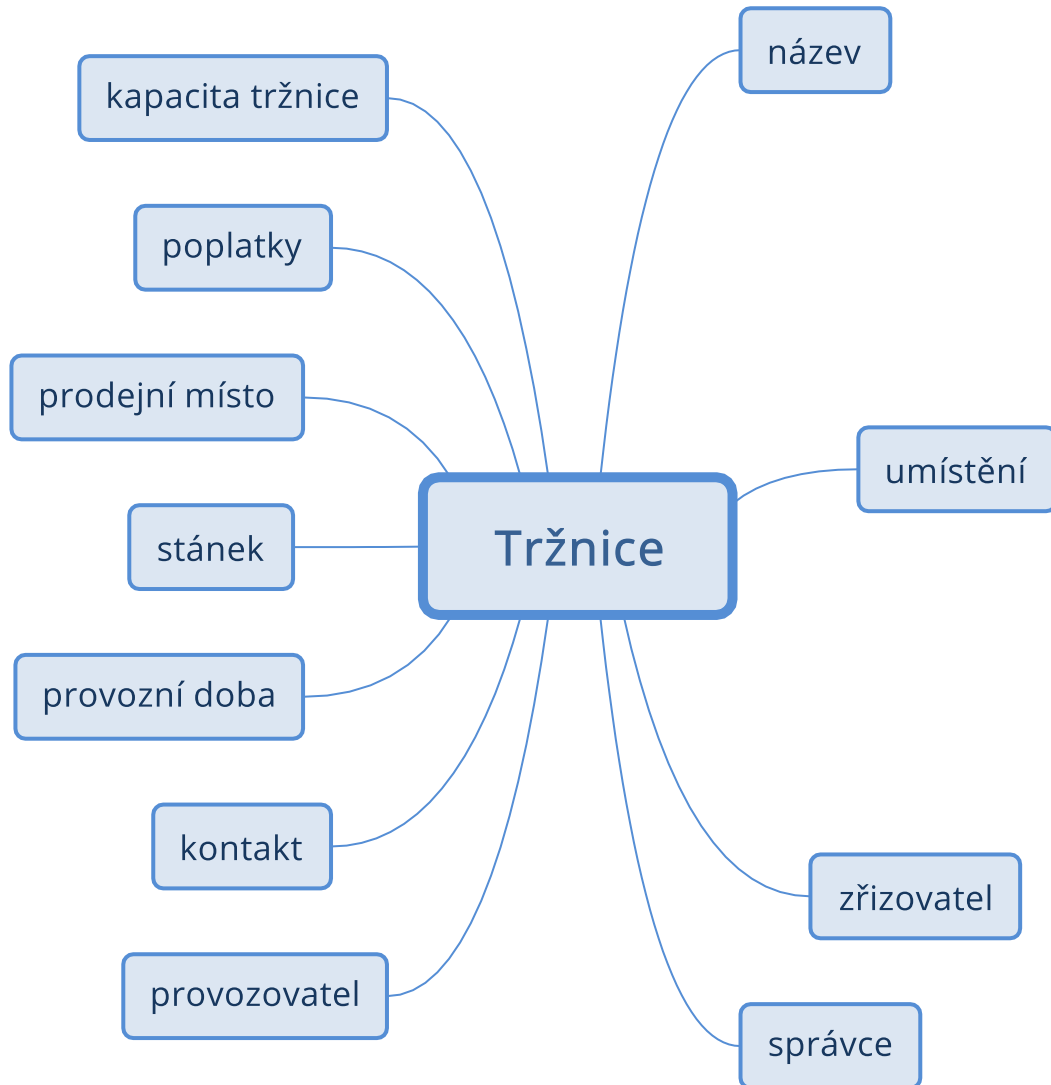 název
kapacita tržnice
poplatky
prodejní místo
umístění
stánek
Tržnice
provozní doba
kontakt
zřizovatel
provozovatel
správce